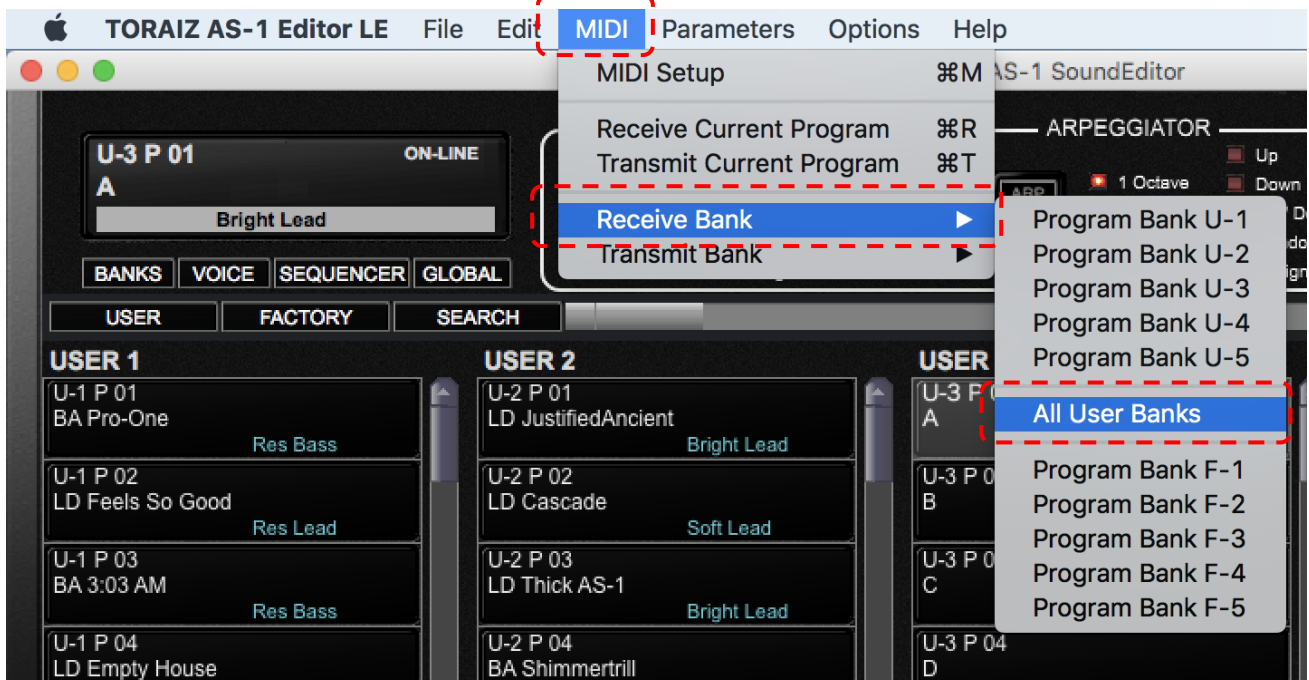 TORAIZ AS-1 Editor LE File Edit MIDI Parameters Options Help
AS-1 SoundEditor
MIDI Setup ⌘M
Receive Current Program ⌘R
Transmit Current Program ⌘T
Receive Bank ▶
Transmit Bank ▶
U-3 P 01 ON-LINE
A
Bright Lead
BANKS VOICE SEQUENCER GLOBAL
ARPEGGIATOR
Up
1 Octave Down
ARP
Program Bank U-1
Program Bank U-2
Program Bank U-3
Program Bank U-4
Program Bank U-5
All User Banks
Program Bank F-1
Program Bank F-2
Program Bank F-3
Program Bank F-4
Program Bank F-5
USER FACTORY SEARCH
USER 1
U-1 P 01
BA Pro-One
Res Bass
U-1 P 02
LD Feels So Good
Res Lead
U-1 P 03
BA 3:03 AM
Res Bass
U-1 P 04
LD Empty House
USER 2
U-2 P 01
LD JustifiedAncient
Bright Lead
U-2 P 02
LD Cascade
Soft Lead
U-2 P 03
LD Thick AS-1
Bright Lead
U-2 P 04
BA Shimmertrill
USER
U-3 P
A
U-3 P 0
B
U-3 P 0
C
U-3 P 04
D